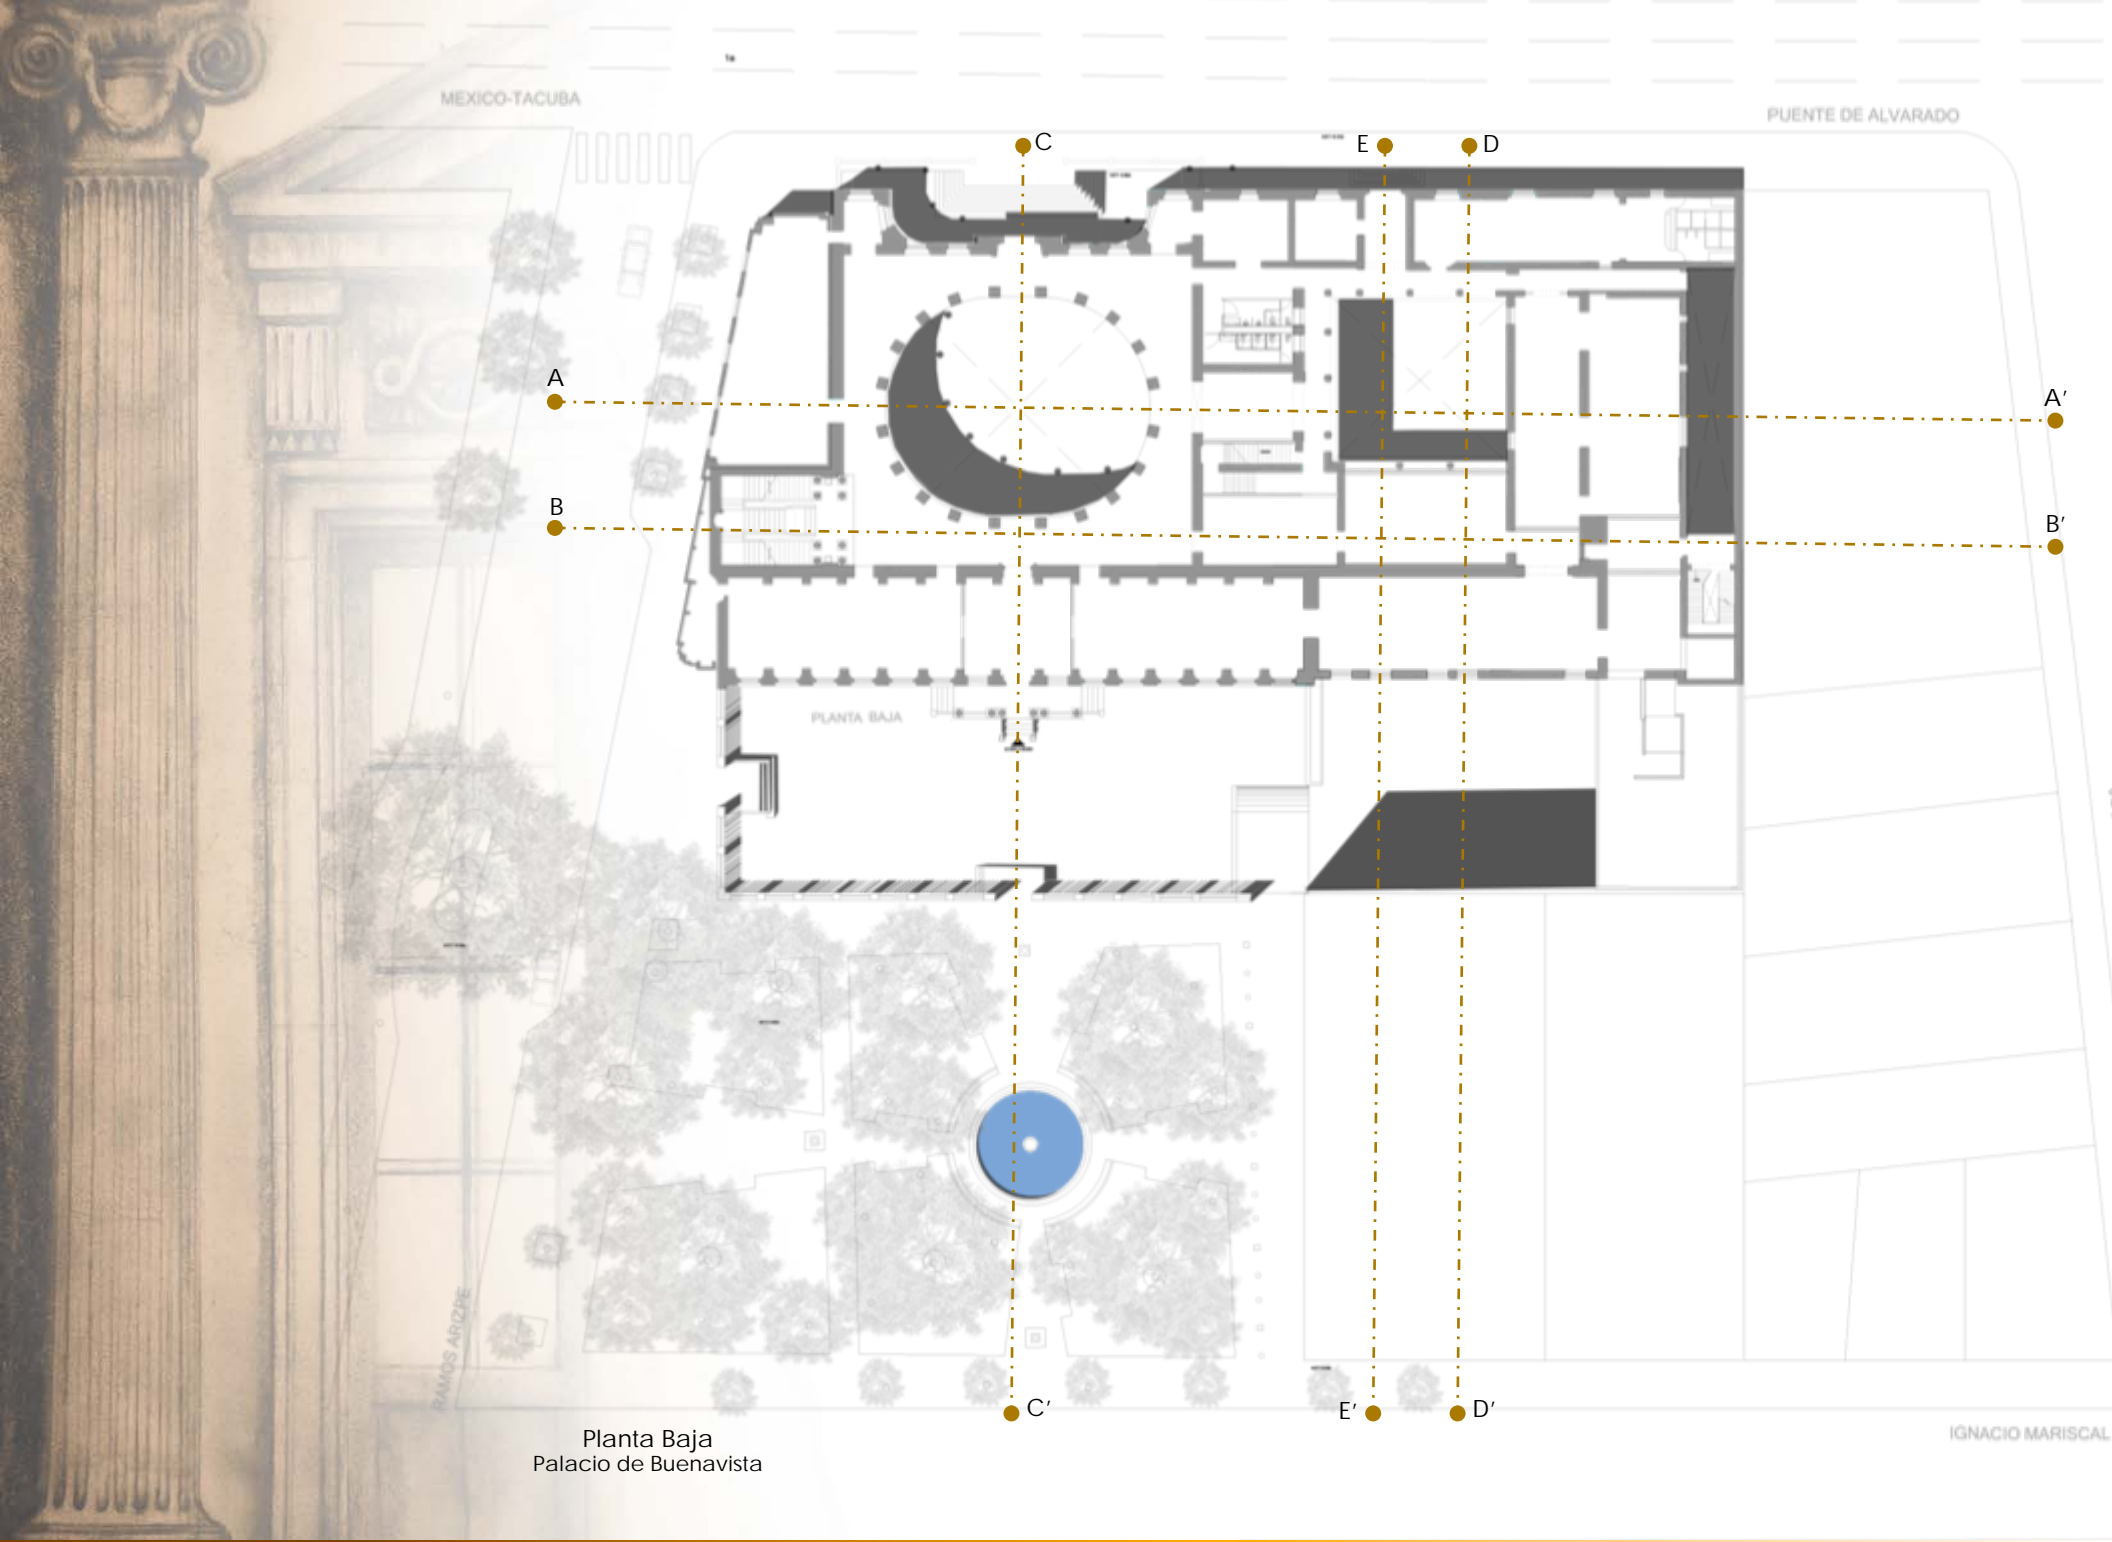 MEXICO-TACUBA
PUENTE DE ALVARADO
C
E
D
A
A'
B
B'
PLANTA BAJA
RAMOS ARIZPE
C'
E'
D'
Planta Baja
Palacio de Buenavista
IGNACIO MARISCAL